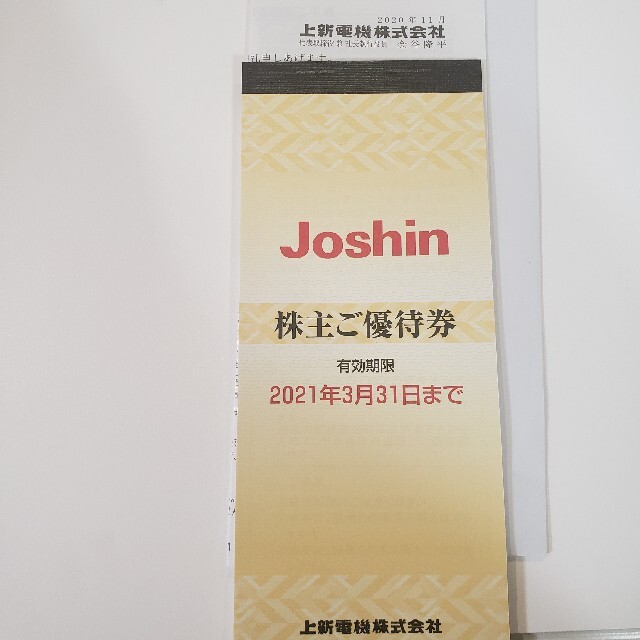 2020年11月
上新電機株式会社
Joshin
株主ご優待券
有効期限
2021年3月31日まで
上新電機株式会社